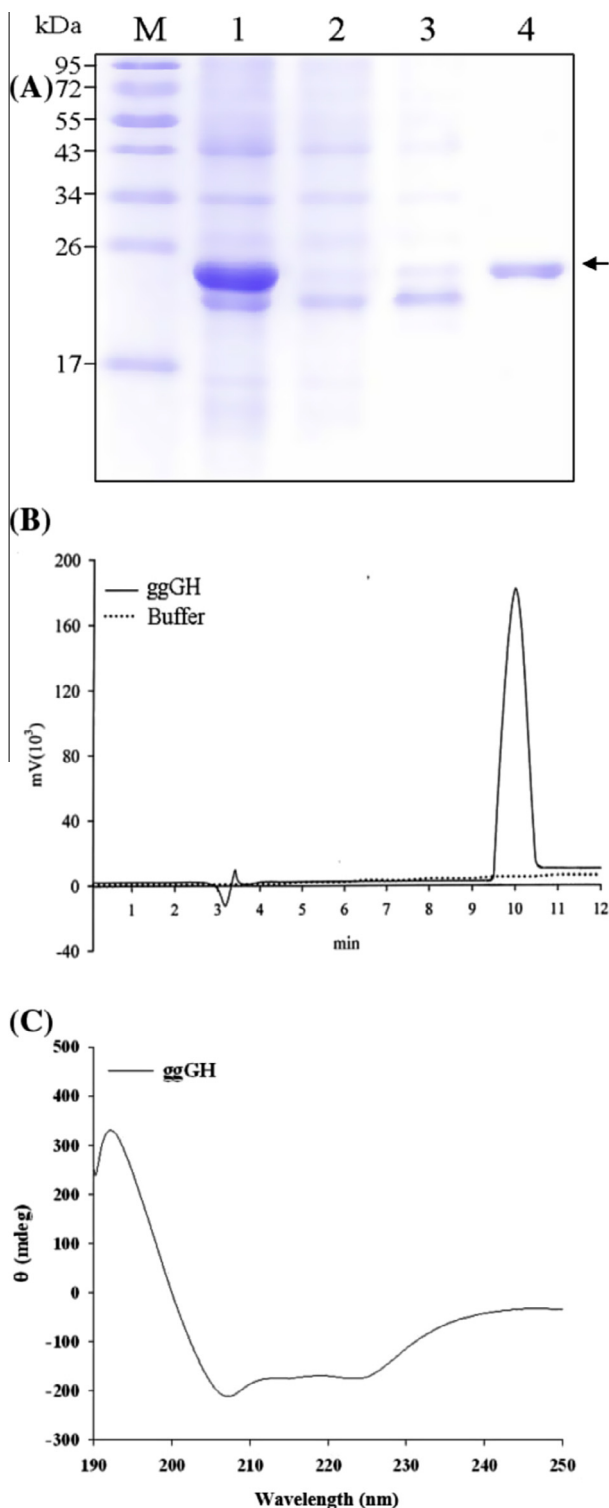 kDa M 1 2 3 4
(A)
95
72
55
43
34
26
17
(B)
200
160
120
80
40
0
-40
mV(10³)
ggGH
Buffer
1 2 3 4 5 6 7 8 9 10 11 12
min
(C)
500
400
300
200
100
0
-100
-200
-300
θ (mdeg)
ggGH
190 200 210 220 230 240 250
Wavelength (nm)